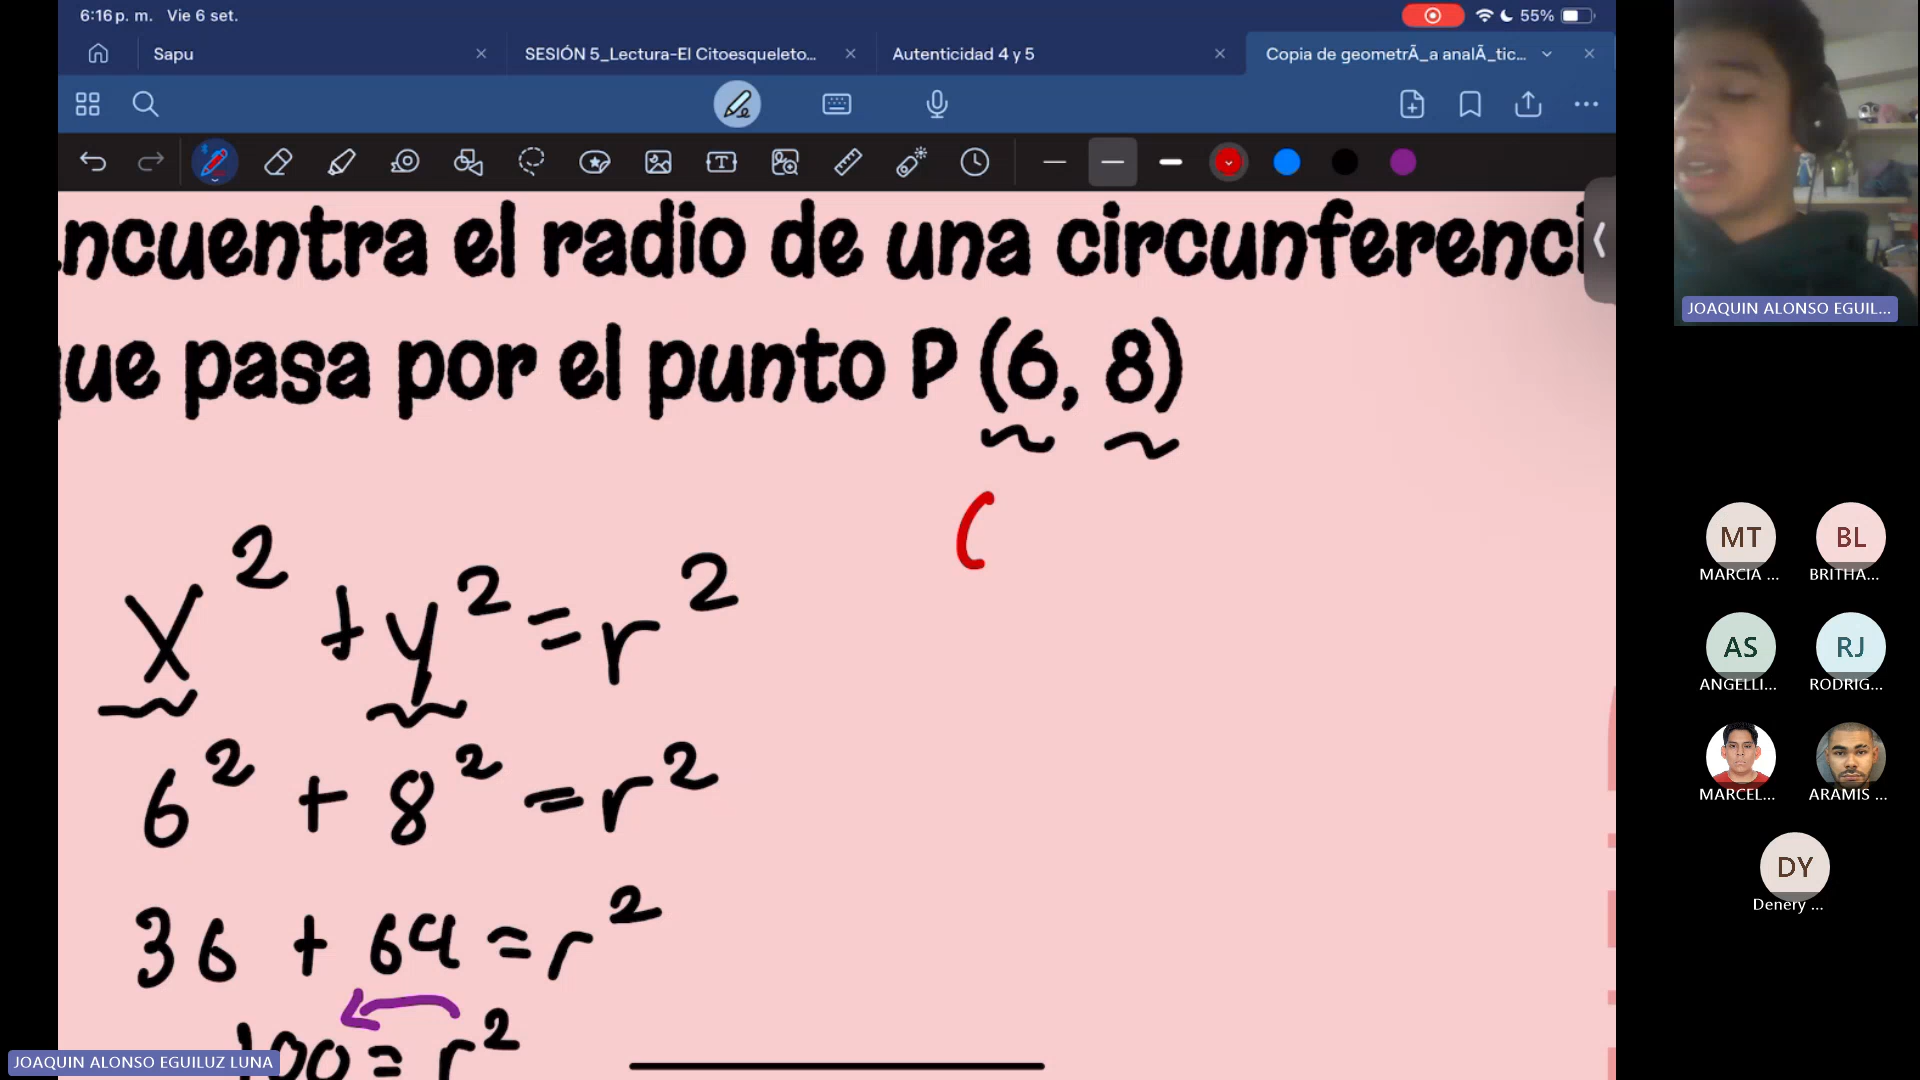 6:16 p. m. Vie 6 set.
55%
Sapu
SESIÓN 5_Lectura-El Citoesqueleto...
Autenticidad 4 y 5
Copia de geometrÃ_a analÃ_tic...
ncuentra el radio de una circunferenci
que pasa por el punto P (6, 8)
(
x² + y² = r²
6² + 8² = r²
36 + 64 = r²
100 = r²
JOAQUIN ALONSO EGUILUZ LUNA
JOAQUIN ALONSO EGUIL...
MT
BL
MARCIA ...
BRITHA...
AS
RJ
ANGELLI...
RODRIG...
MARCEL...
ARAMIS ...
DY
Denery ...